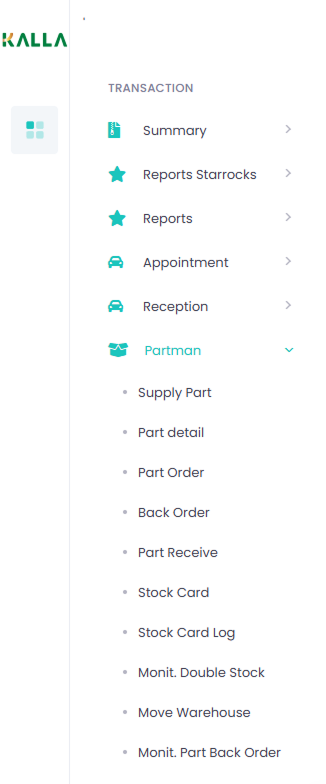 KALLA
TRANSACTION
Summary
Reports Starrocks
Reports
Appointment
Reception
Partman
Supply Part
Part detail
Part Order
Back Order
Part Receive
Stock Card
Stock Card Log
Monit. Double Stock
Move Warehouse
Monit. Part Back Order